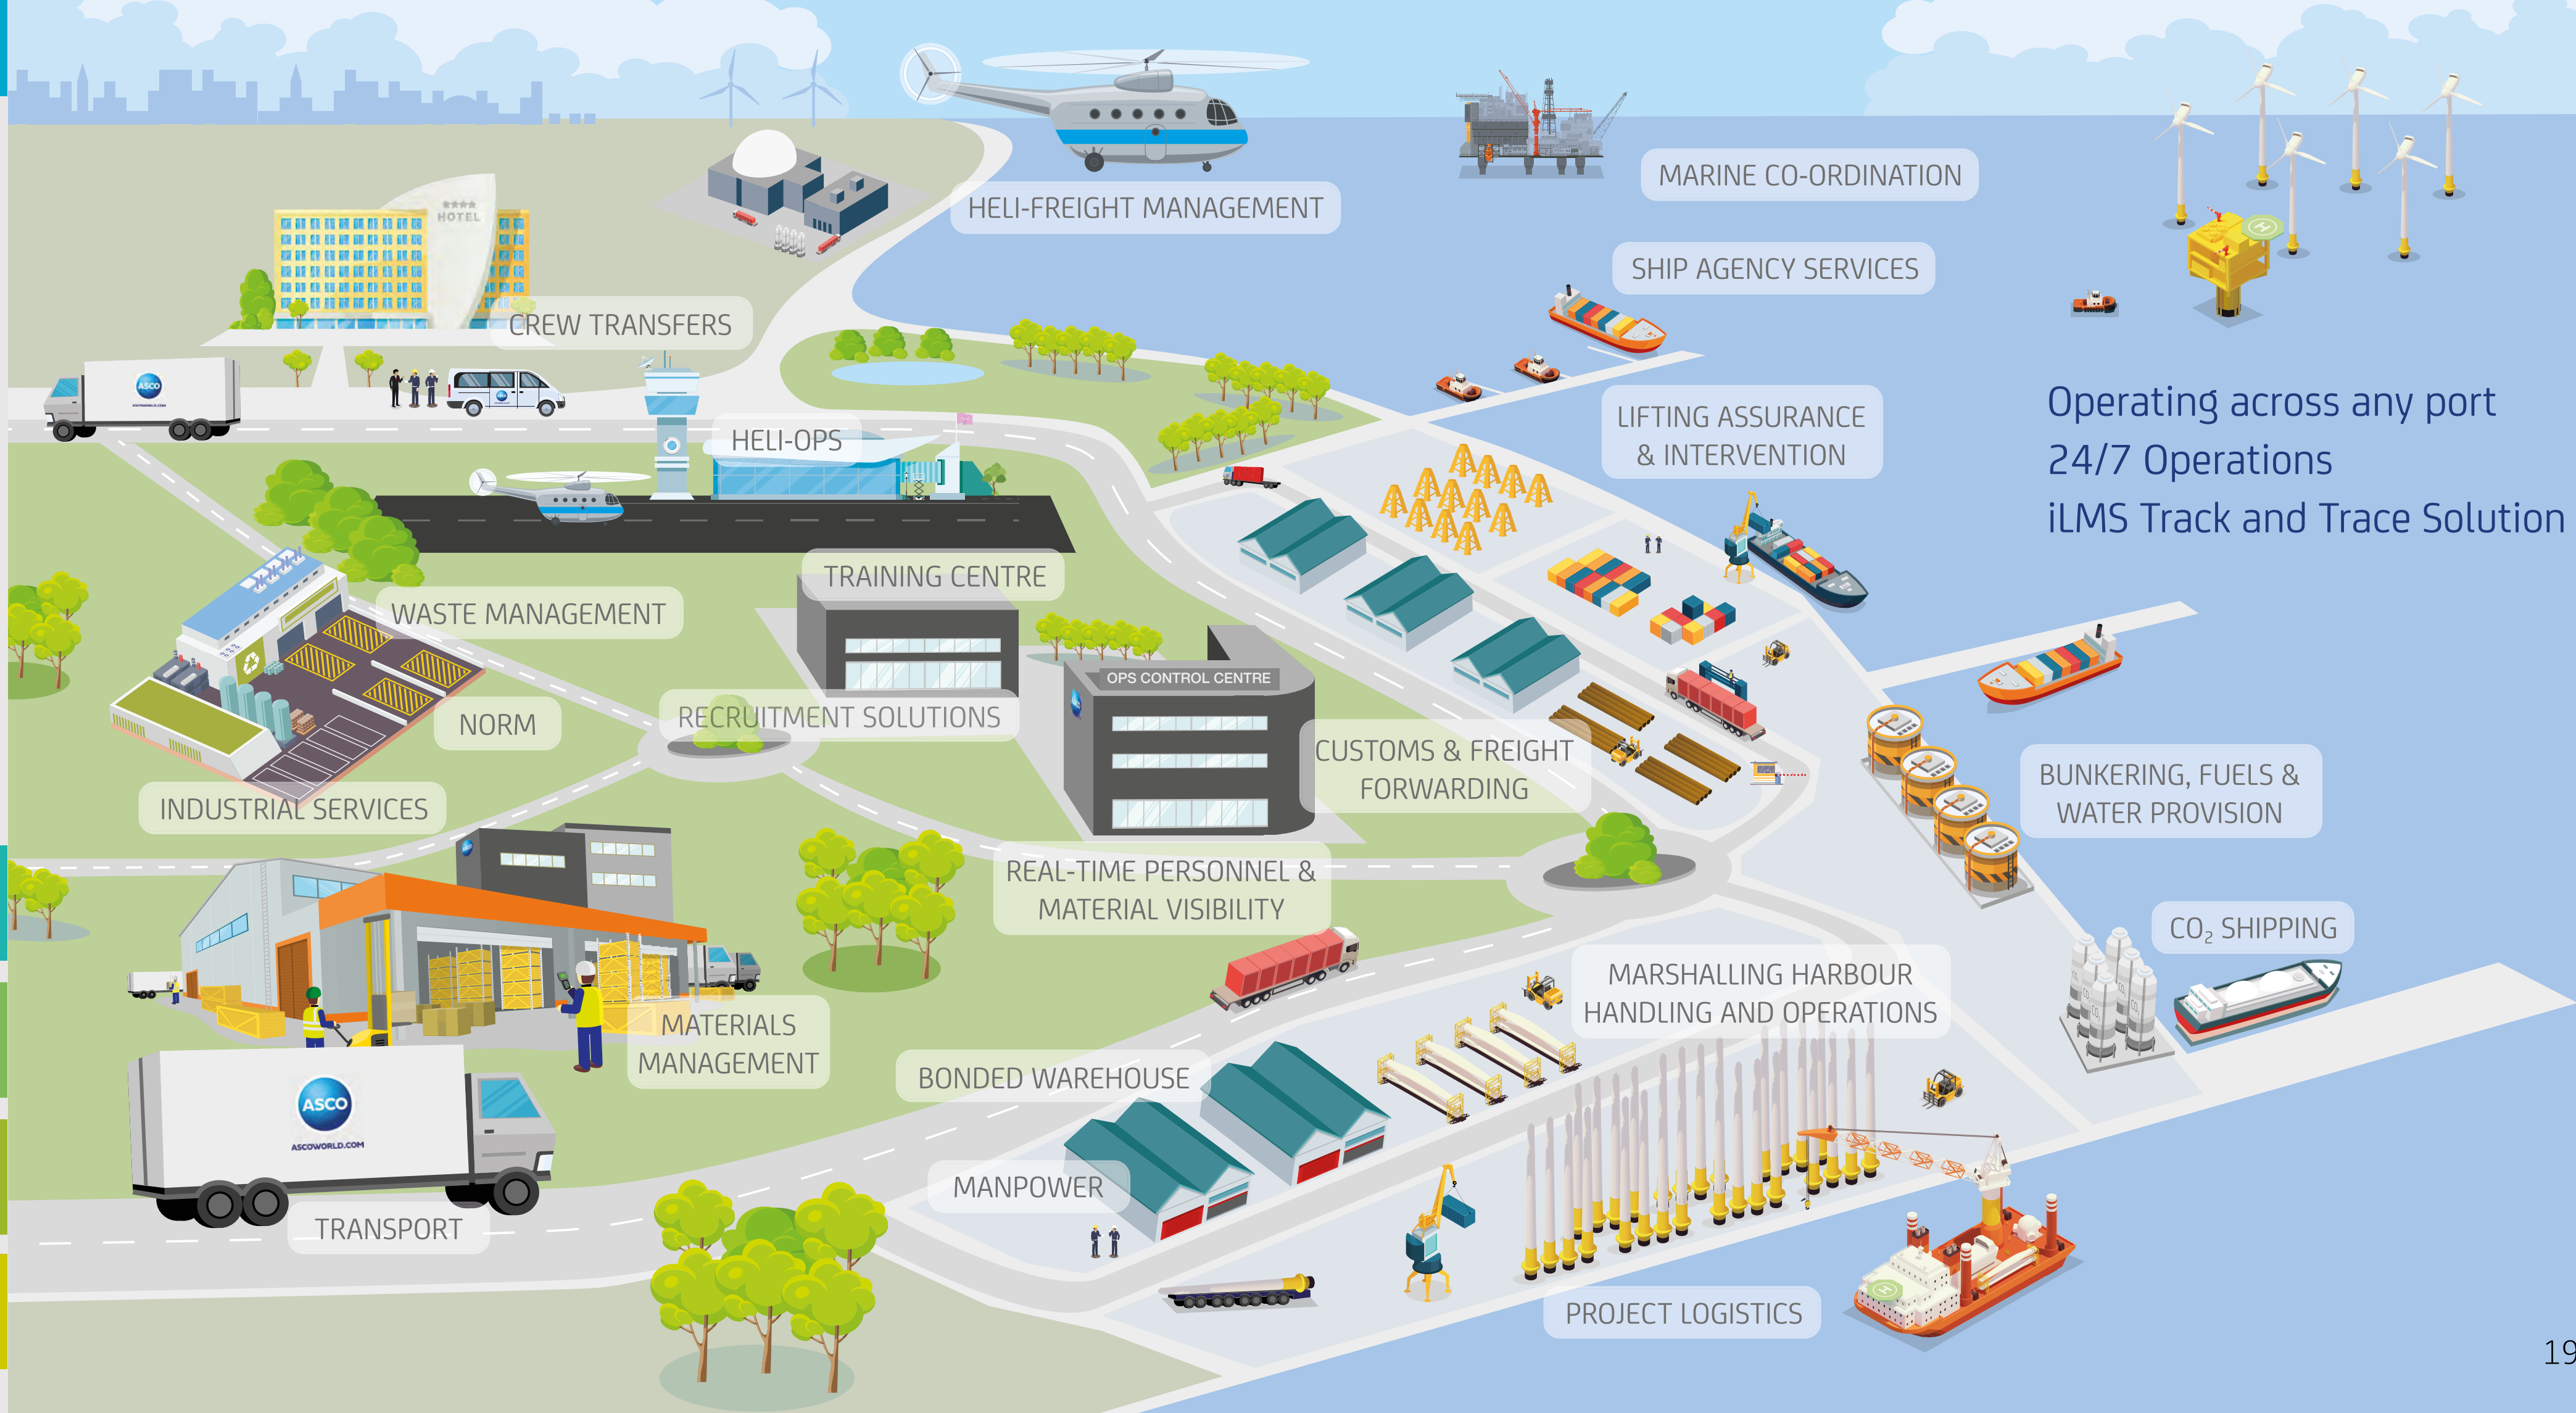 ****
HOTEL
HELI-FREIGHT MANAGEMENT
MARINE CO-ORDINATION
SHIP AGENCY SERVICES
CREW TRANSFERS
ASCO
HELI-OPS
LIFTING ASSURANCE
& INTERVENTION
Operating across any port
24/7 Operations
iLMS Track and Trace Solution
TRAINING CENTRE
WASTE MANAGEMENT
OPS CONTROL CENTRE
RECRUITMENT SOLUTIONS
NORM
CUSTOMS & FREIGHT
FORWARDING
BUNKERING, FUELS &
WATER PROVISION
INDUSTRIAL SERVICES
REAL-TIME PERSONNEL &
MATERIAL VISIBILITY
CO₂ SHIPPING
MARSHALLING HARBOUR
HANDLING AND OPERATIONS
MATERIALS
MANAGEMENT
BONDED WAREHOUSE
ASCO
ASCOWORLD.COM
MANPOWER
TRANSPORT
PROJECT LOGISTICS
H
H
19